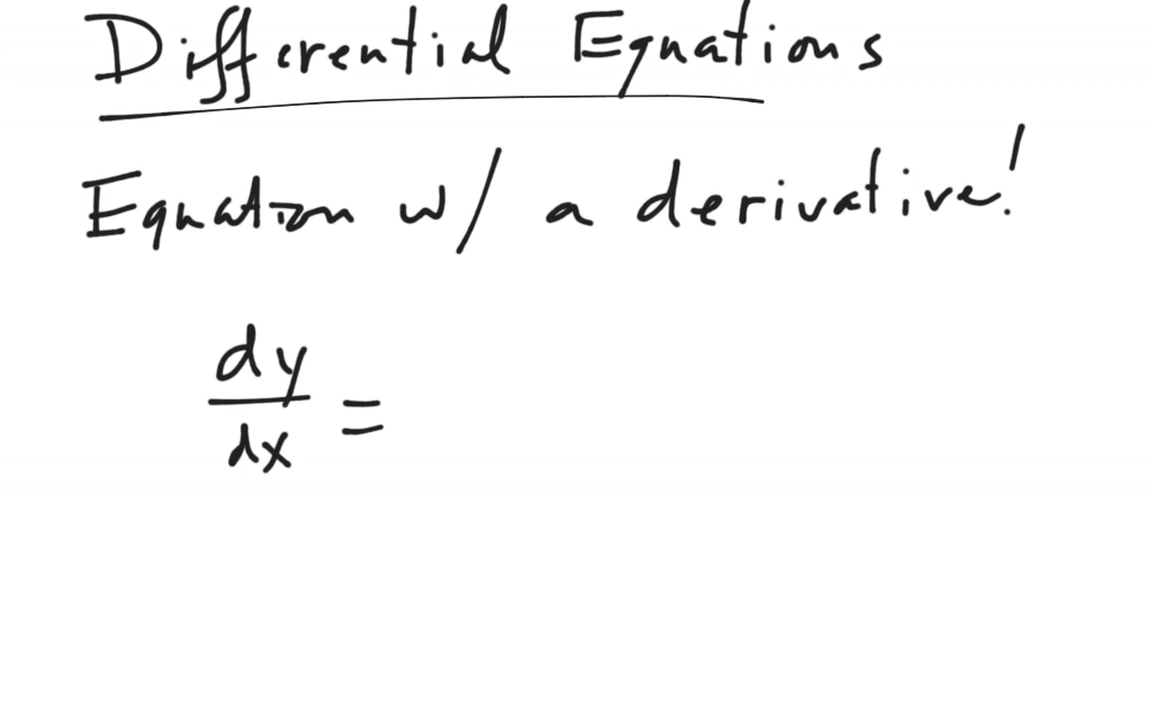 Differential Equations
Equation w/ a derivative!
dy
dx =